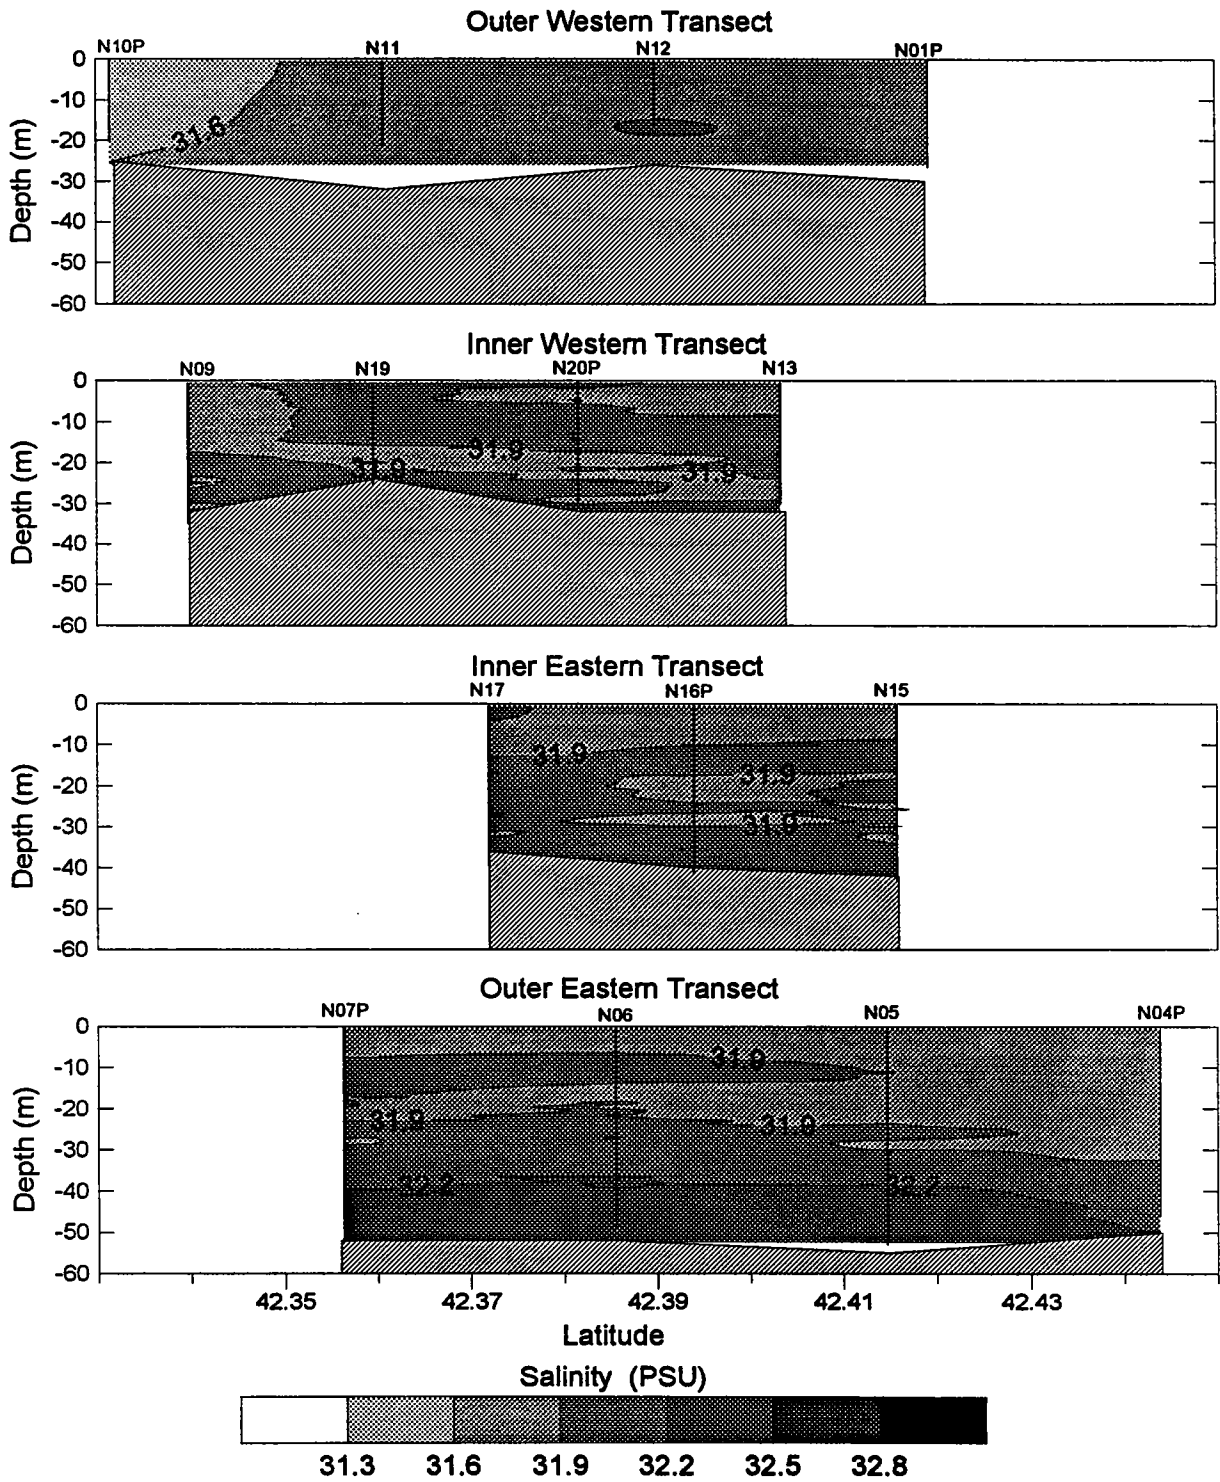 Outer Western Transect
N10P N11 N12 N01P
0
-10
-20
-30
-40
-50
-60
Depth (m)
31.6
Inner Western Transect
N09 N19 N20P N13
0
-10
-20
-30
-40
-50
-60
Depth (m)
31.9
31.9
31.9
Inner Eastern Transect
N17 N16P N15
0
-10
-20
-30
-40
-50
-60
Depth (m)
31.9
31.9
31.9
Outer Eastern Transect
N07P N06 N05 N04P
0
-10
-20
-30
-40
-50
-60
Depth (m)
31.9
31.9
31.9
32.2
32.2
42.35 42.37 42.39 42.41 42.43
Latitude
Salinity (PSU)
31.3 31.6 31.9 32.2 32.5 32.8